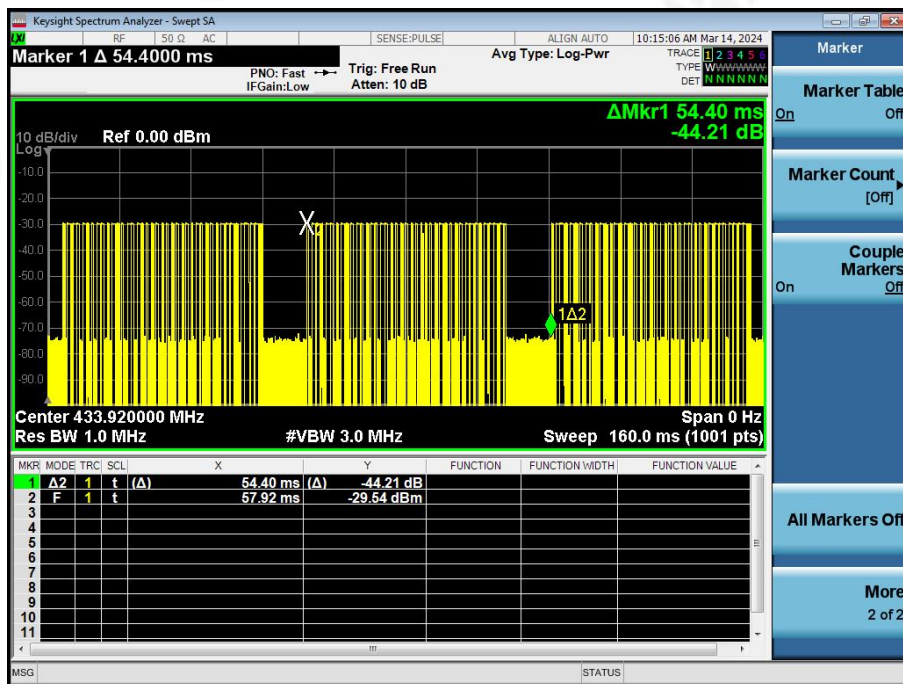 Keysight Spectrum Analyzer - Swept SA
LXI RF 50 Ω AC SENSE:PULSE ALIGN AUTO 10:15:06 AM Mar 14, 2024
Marker 1 Δ 54.4000 ms
PNO: Fast
IFGain:Low
Trig: Free Run
Atten: 10 dB
Avg Type: Log-Pwr
TRACE 1 2 3 4 5 6
TYPE WWWWWW
DET N N N N N N
ΔMkr1 54.40 ms
-44.21 dB
10 dB/div Ref 0.00 dBm
Log
-10.0
-20.0
-30.0
-40.0
-50.0
-60.0
-70.0
-80.0
-90.0
X2
1Δ2
Center 433.920000 MHz Span 0 Hz
Res BW 1.0 MHz #VBW 3.0 MHz Sweep 160.0 ms (1001 pts)
MKR MODE TRC SCL X Y FUNCTION FUNCTION WIDTH FUNCTION VALUE
1 Δ2 1 t (Δ) 54.40 ms (Δ) -44.21 dB
2 F 1 t 57.92 ms -29.54 dBm
3
4
5
6
7
8
9
10
11
MSG STATUS
Marker
Marker Table
On Off
Marker Count
[Off]
Couple
Markers
On Off
All Markers Off
More
2 of 2